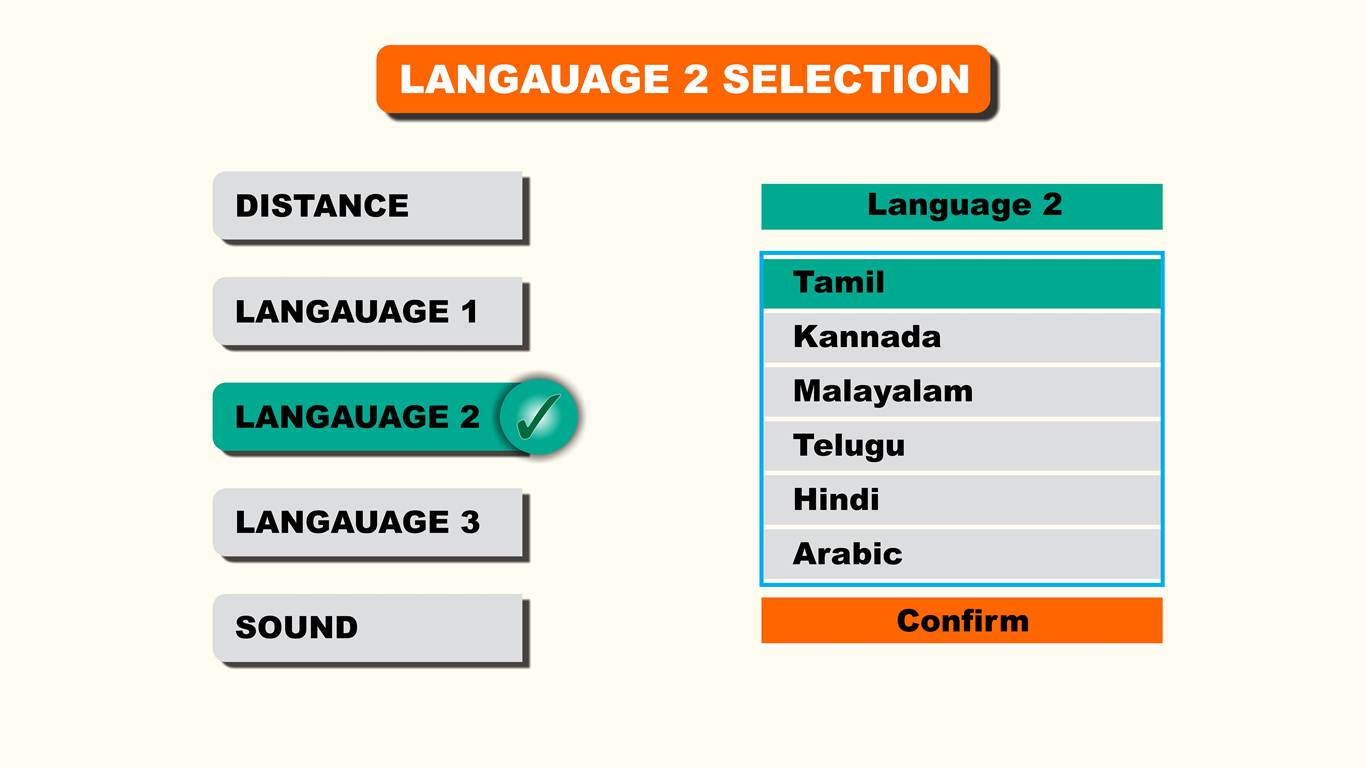 LANGAUAGE 2 SELECTION
DISTANCE
LANGAUAGE 1
LANGAUAGE 2
LANGAUAGE 3
SOUND
Language 2
Tamil
Kannada
Malayalam
Telugu
Hindi
Arabic
Confirm